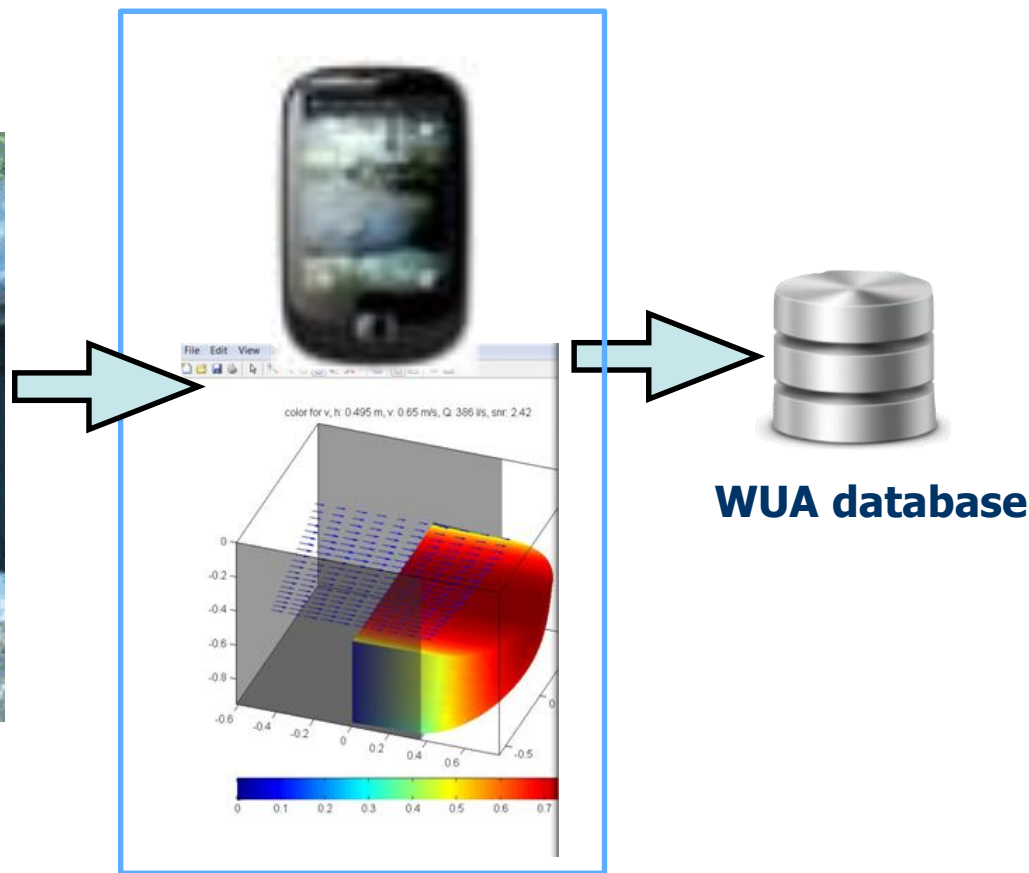 File Edit View
color for v, h: 0.495 m, v: 0.65 m/s, Q: 386 l/s, snr: 2.42
0
-0.2
-0.4
-0.6
-0.8
-0.6 -0.4 -0.2 0 0.2 0.4 0.6
-0.5
0
0 0.1 0.2 0.3 0.4 0.5 0.6 0.7
WUA database